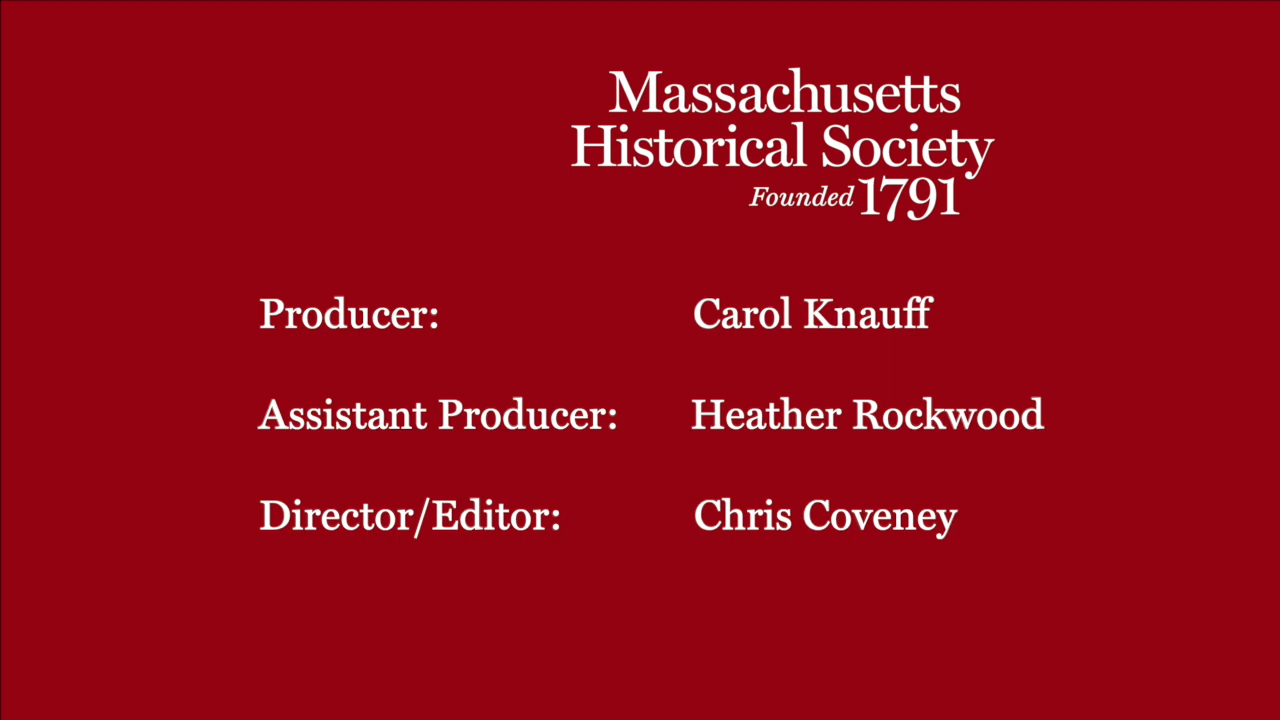 Massachusetts
Historical Society
Founded 1791
Producer: Carol Knauff
Assistant Producer: Heather Rockwood
Director/Editor: Chris Coveney